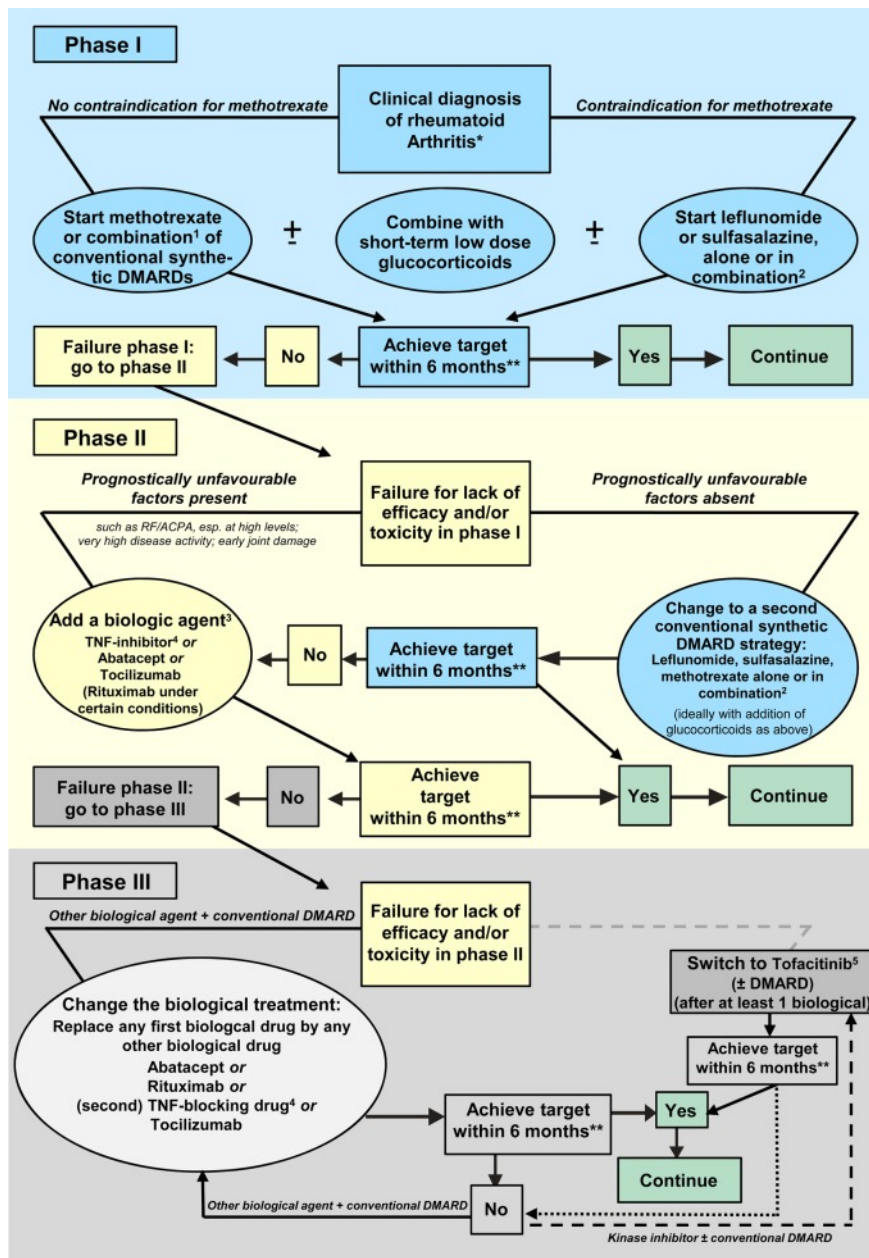 Phase I
No contraindication for methotrexate
Clinical diagnosis
of rheumatoid
Arthritis*
Contraindication for methotrexate
Start methotrexate
or combination¹ of
conventional synthe-
tic DMARDs
±
Combine with
short-term low dose
glucocorticoids
±
Start leflunomide
or sulfasalazine,
alone or in
combination²
Failure phase I:
go to phase II
No
Achieve target
within 6 months**
Yes
Continue
Phase II
Prognostically unfavourable
factors present
such as RF/ACPA, esp. at high levels;
very high disease activity; early joint damage
Failure for lack of
efficacy and/or
toxicity in phase I
Prognostically unfavourable
factors absent
Add a biologic agent³
TNF-inhibitor⁴ or
Abatacept or
Tocilizumab
(Rituximab under
certain conditions)
No
Achieve target
within 6 months**
Change to a second
conventional synthetic
DMARD strategy:
Leflunomide, sulfasalazine,
methotrexate alone or in
combination²
(ideally with addition of
glucocorticoids as above)
Failure phase II:
go to phase III
No
Achieve
target
within 6 months**
Yes
Continue
Phase III
Other biological agent + conventional DMARD
Failure for lack of
efficacy and/or
toxicity in phase II
Switch to Tofacitinib⁵
(± DMARD)
(after at least 1 biological)
Change the biological treatment:
Replace any first biologcal drug by any
other biological drug
Abatacept or
Rituximab or
(second) TNF-blocking drug⁴ or
Tocilizumab
Achieve target
within 6 months**
Achieve target
within 6 months**
Yes
Continue
Other biological agent + conventional DMARD
No
Kinase inhibitor ± conventional DMARD